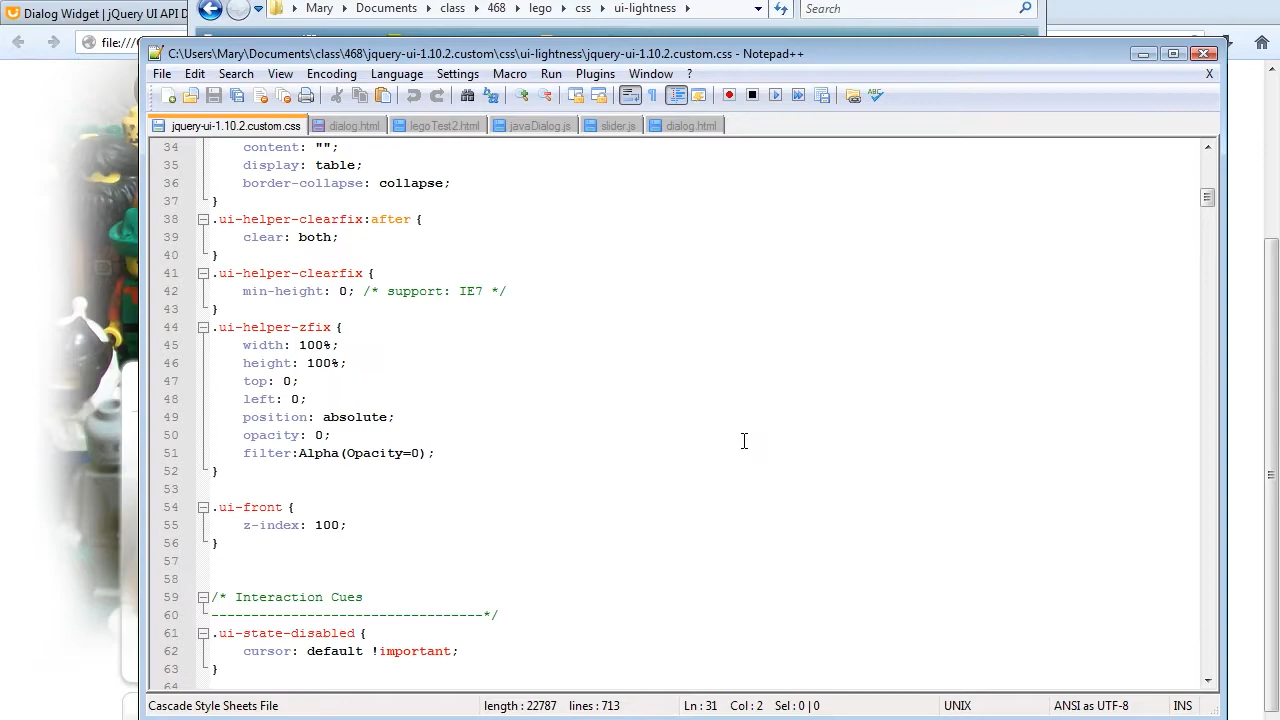 Dialog Widget | jQuery UI API D
Mary
Documents
class
468
lego
css
ui-lightness
Search
file:///
C:\Users\Mary\Documents\class\468\jquery-ui-1.10.2.custom\css\ui-lightness\jquery-ui-1.10.2.custom.css - Notepad++
File Edit Search View Encoding Language Settings Macro Run Plugins Window ? X
jquery-ui-1.10.2.custom.css dialog.html legoTest2.html javaDialog.js slider.js dialog.html
34 content: "";
35 display: table;
36 border-collapse: collapse;
37 }
38 .ui-helper-clearfix:after {
39 clear: both;
40 }
41 .ui-helper-clearfix {
42 min-height: 0; /* support: IE7 */
43 }
44 .ui-helper-zfix {
45 width: 100%;
46 height: 100%;
47 top: 0;
48 left: 0;
49 position: absolute;
50 opacity: 0;
51 filter:Alpha(Opacity=0);
52 }
53
54 .ui-front {
55 z-index: 100;
56 }
57
58
59 /* Interaction Cues
60 ----------------------------------*/
61 .ui-state-disabled {
62 cursor: default !important;
63 }
64
Cascade Style Sheets File length : 22787 lines : 713 Ln : 31 Col : 2 Sel : 0 | 0 UNIX ANSI as UTF-8 INS